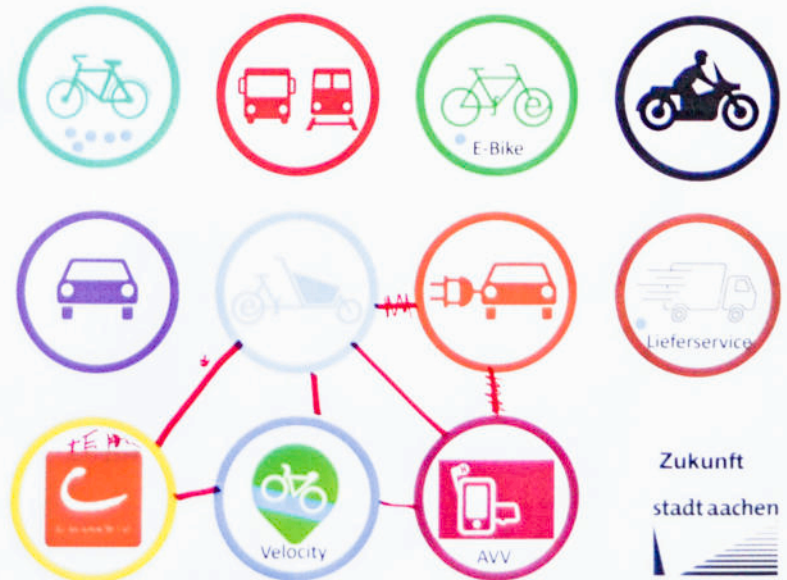 E-Bike
Lieferservice
Velocity
AVV
Zukunft
stadt aachen